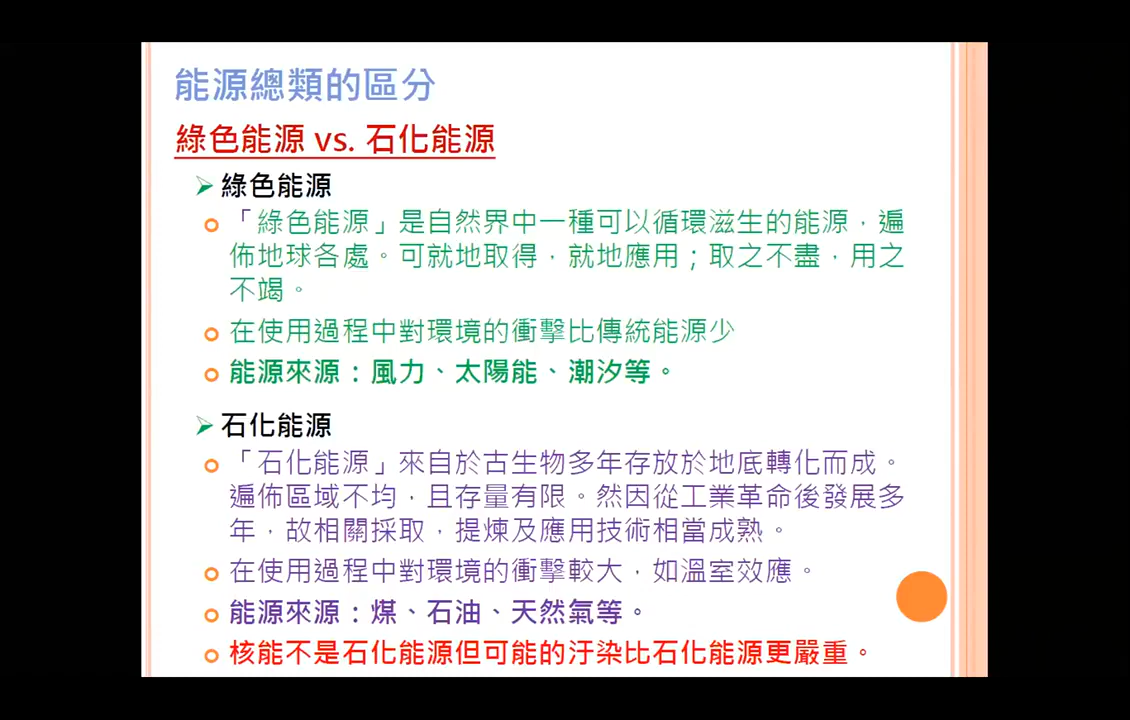 能源總類的區分
綠色能源 vs. 石化能源
綠色能源
「綠色能源」是自然界中一種可以循環滋生的能源，遍
佈地球各處。可就地取得，就地應用；取之不盡，用之
不竭。
在使用過程中對環境的衝擊比傳統能源少
能源來源：風力、太陽能、潮汐等。
石化能源
「石化能源」來自於古生物多年存放於地底轉化而成。
遍佈區域不均，且存量有限。然因從工業革命後發展多
年，故相關採取，提煉及應用技術相當成熟。
在使用過程中對環境的衝擊較大，如溫室效應。
能源來源：煤、石油、天然氣等。
核能不是石化能源但可能的汙染比石化能源更嚴重。